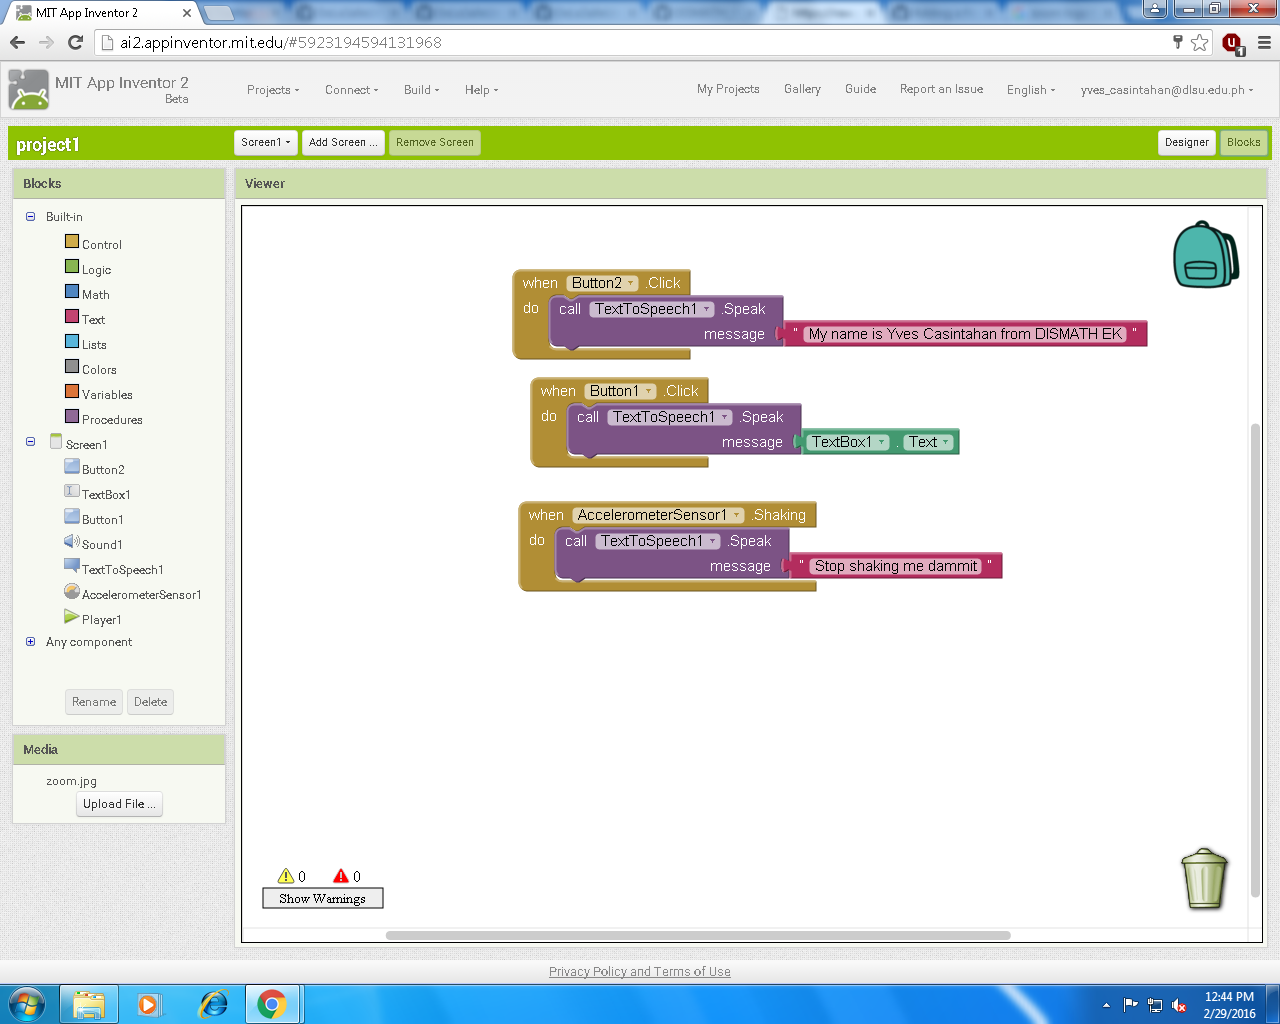 MIT App Inventor 2
ai2.appinventor.mit.edu/#5923194594131968
MIT App Inventor 2
Beta
Projects
Connect
Build
Help
My Projects
Gallery
Guide
Report an Issue
English
yves_casintahan@dlsu.edu.ph
project1
Screen1
Add Screen ...
Remove Screen
Designer
Blocks
Blocks
Built-in
Control
Logic
Math
Text
Lists
Colors
Variables
Procedures
Screen1
Button2
TextBox1
Button1
Sound1
TextToSpeech1
AccelerometerSensor1
Player1
Any component
Rename
Delete
Media
zoom.jpg
Upload File ...
Viewer
when Button2 .Click
do call TextToSpeech1 .Speak
message " My name is Yves Casintahan from DISMATH EK "
when Button1 .Click
do call TextToSpeech1 .Speak
message TextBox1 . Text
when AccelerometerSensor1 .Shaking
do call TextToSpeech1 .Speak
message " Stop shaking me dammit "
0 0
Show Warnings
Privacy Policy and Terms of Use
12:44 PM
2/29/2016